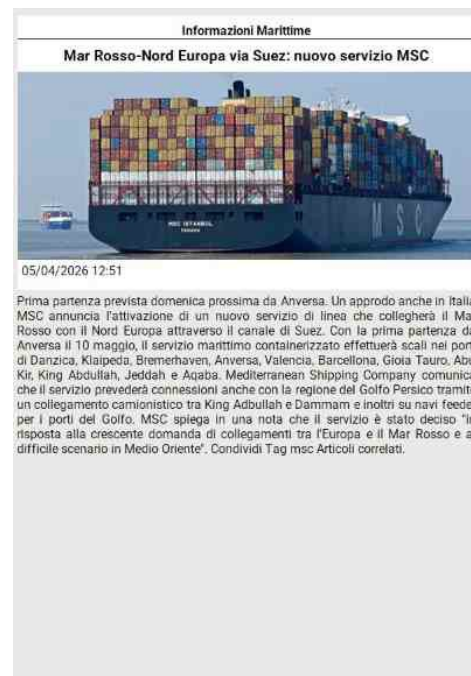 Informazioni Marittime
Mar Rosso-Nord Europa via Suez: nuovo servizio MSC
MSC ISTANBUL
M S C
05/04/2026 12:51
Prima partenza prevista domenica prossima da Anversa. Un approdo anche in Italia
MSC annuncia l'attivazione di un nuovo servizio di linea che collegherà il Mar
Rosso con il Nord Europa attraverso il canale di Suez. Con la prima partenza da
Anversa il 10 maggio, il servizio marittimo containerizzato effettuerà scali nei port
di Danzica, Klaipeda, Bremerhaven, Anversa, Valencia, Barcellona, Gioia Tauro, Abu
Kir, King Abdullah, Jeddah e Aqaba. Mediterranean Shipping Company comunica
che il servizio prevederà connessioni anche con la regione del Golfo Persico tramit
un collegamento camionistico tra King Adbullah e Dammam e inoltri su navi feede
per i porti del Golfo. MSC spiega in una nota che il servizio è stato deciso "in
risposta alla crescente domanda di collegamenti tra l'Europa e il Mar Rosso e a
difficile scenario in Medio Oriente". Condividi Tag msc Articoli correlati.